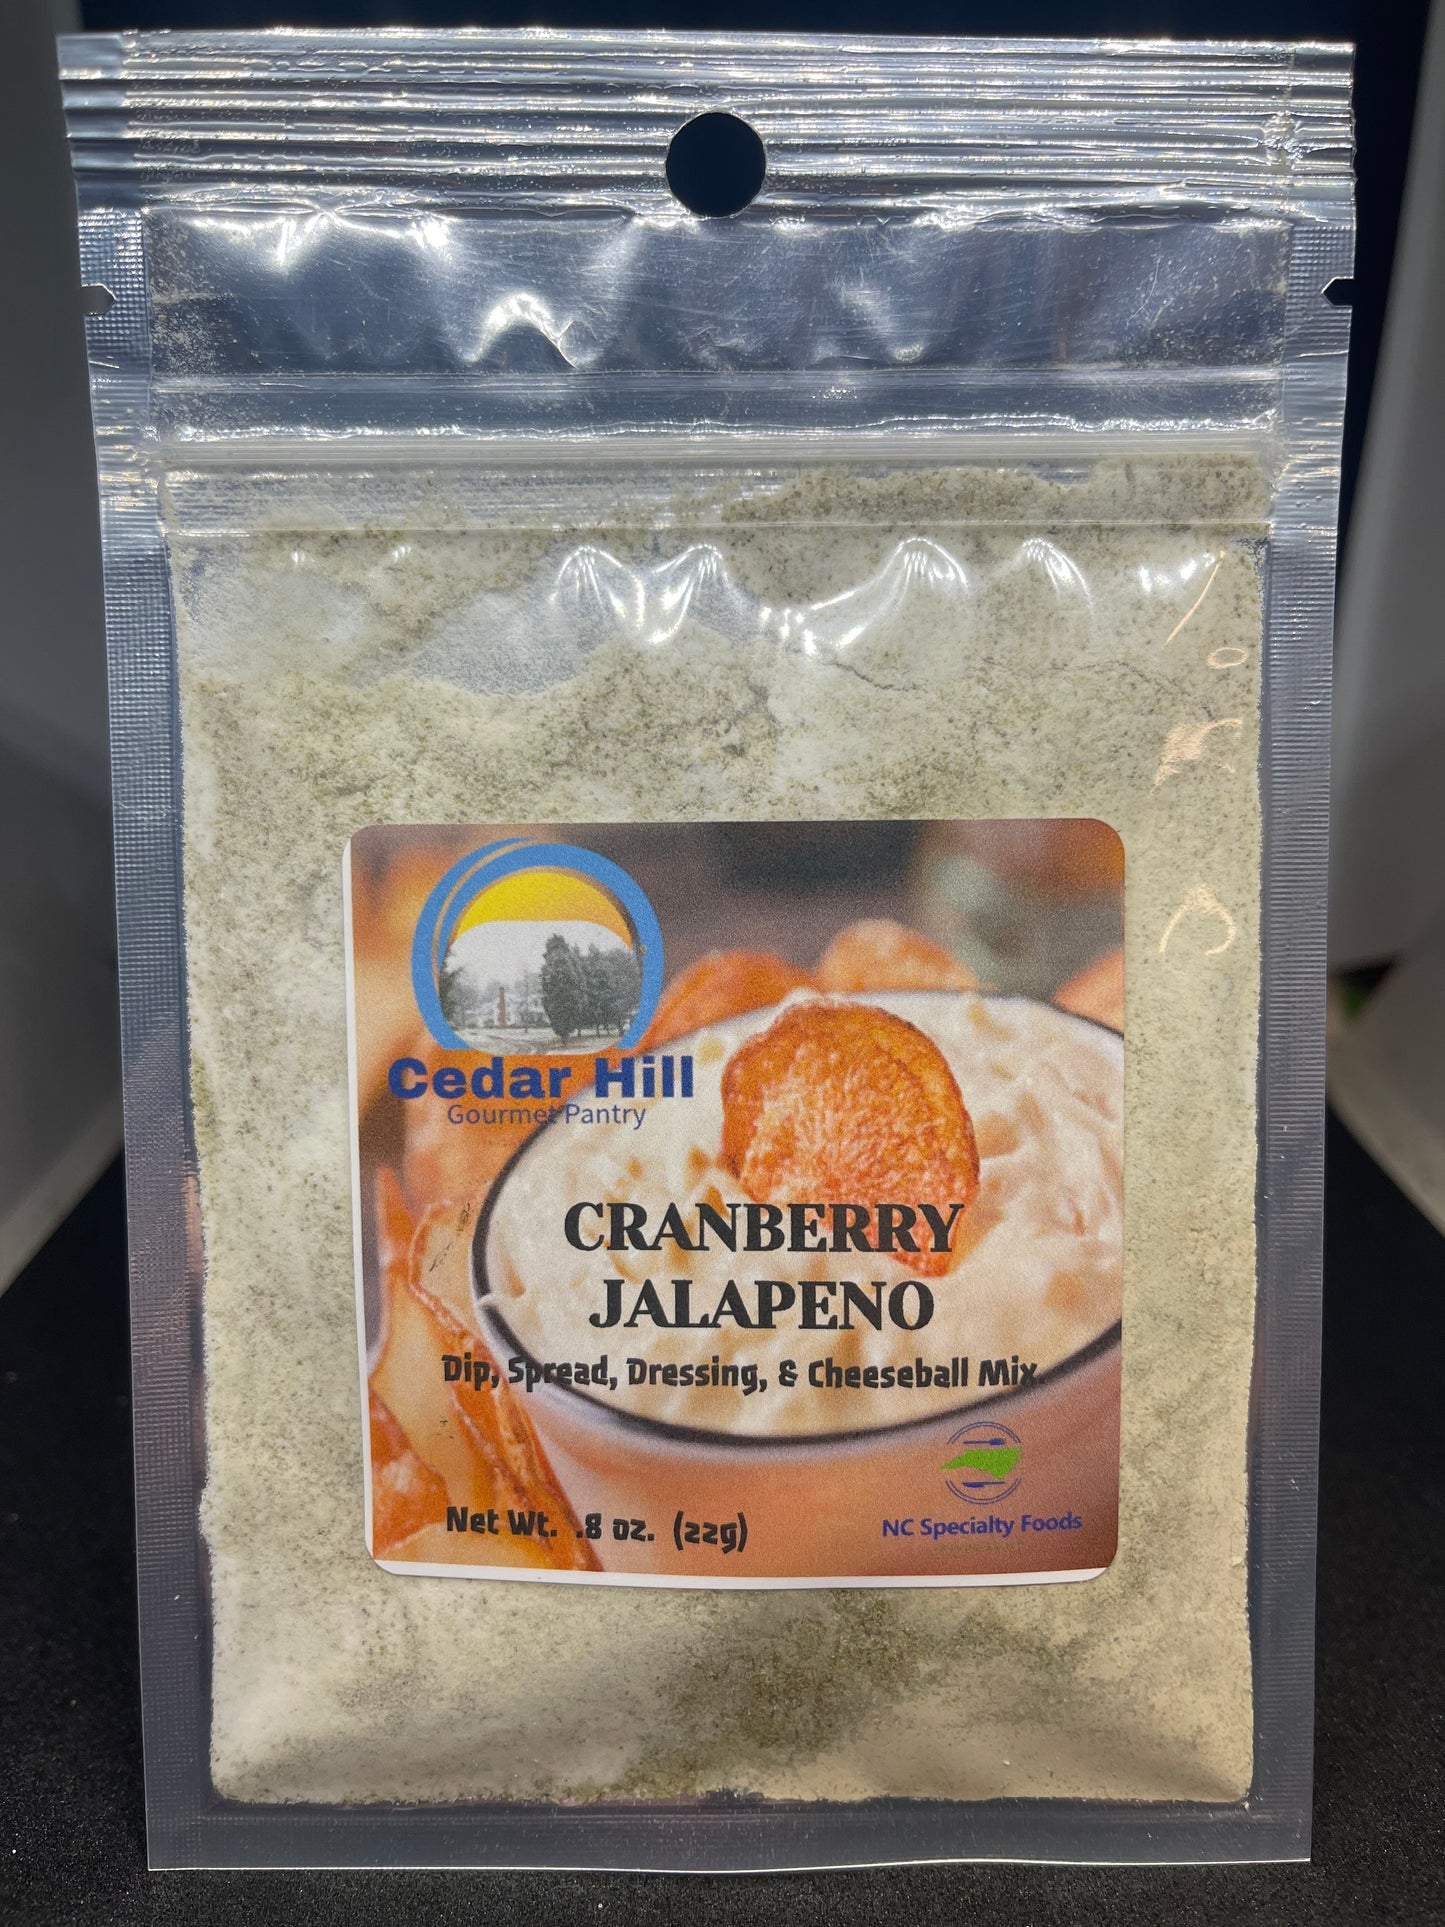 Cedar Hill
Gourmet Pantry
CRANBERRY
JALAPENO
Dip, Spread, Dressing, & Cheeseball Mix
Net Wt. .8 oz. (22g)
NC Specialty Foods